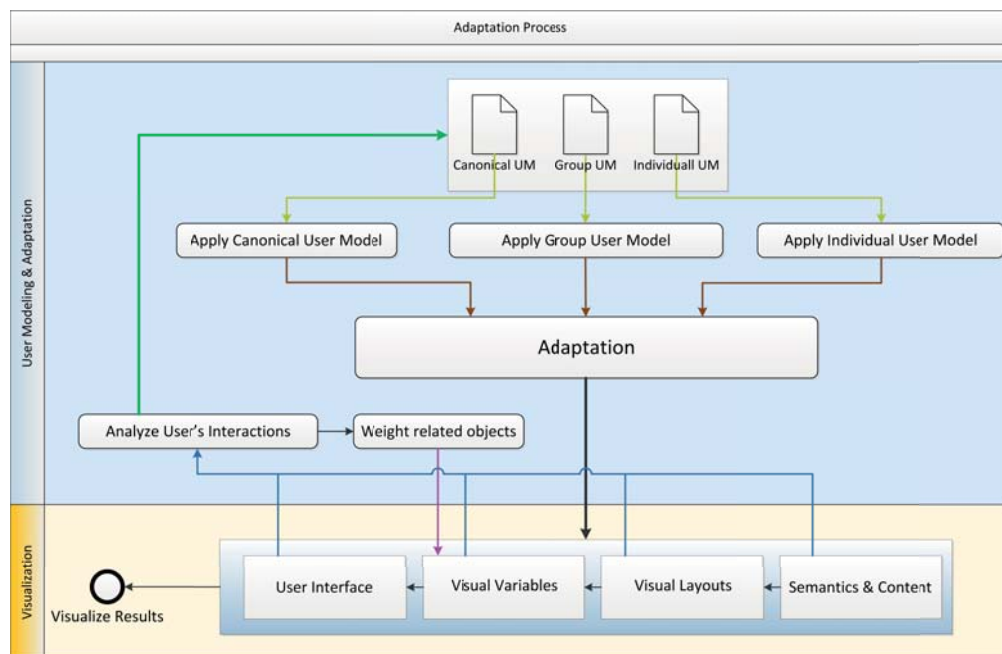 Adaptation Process
User Modeling & Adaptation
Canonical UM
Group UM
Individuall UM
Apply Canonical User Model
Apply Group User Model
Apply Individual User Model
Adaptation
Analyze User's Interactions
Weight related objects
Visualization
User Interface
Visual Variables
Visual Layouts
Semantics & Content
Visualize Results